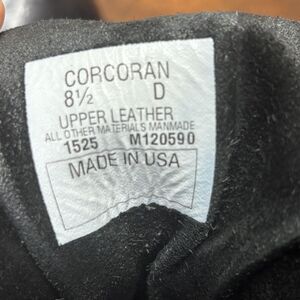 CORCORAN
8½ D
UPPER LEATHER
ALL OTHER MATERIALS MANMADE
1525 M120590
MADE IN USA